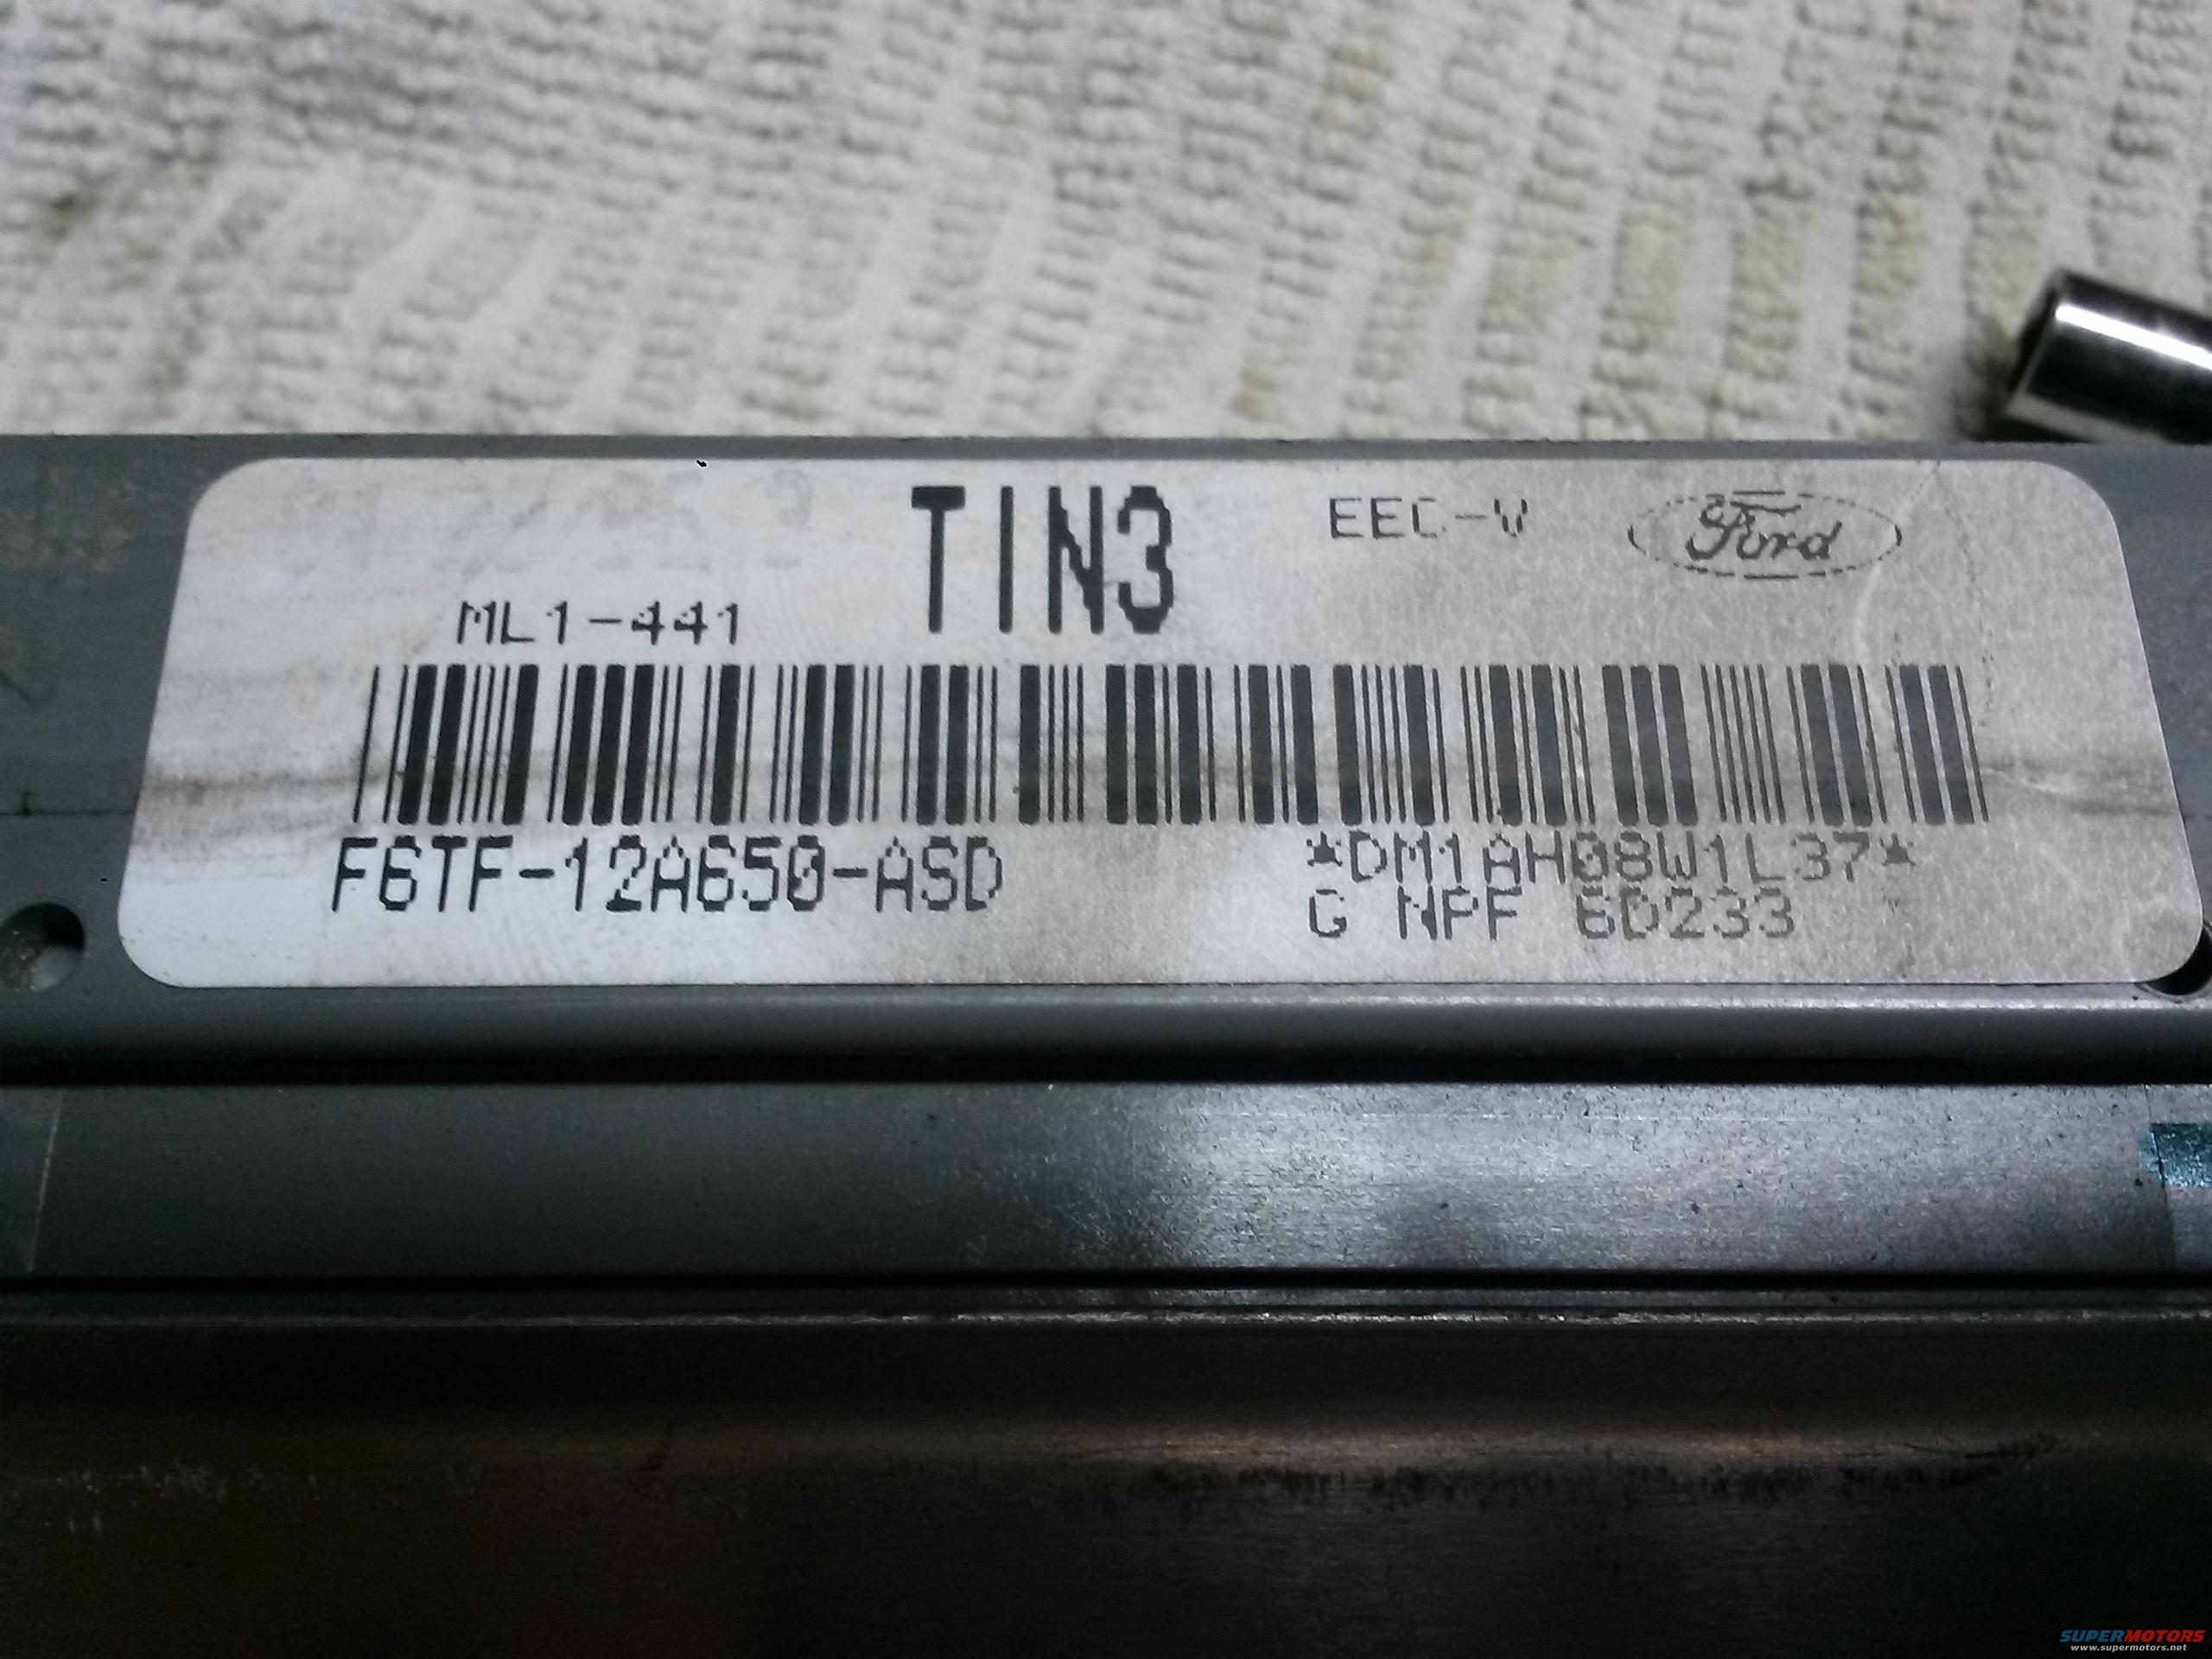 TIN3
EEC-V
Ford
ML1-441
F6TF-12A650-ASD
*DM1AH08W1L37*
G NPF 6D233
SUPERMOTORS
www.supermotors.net